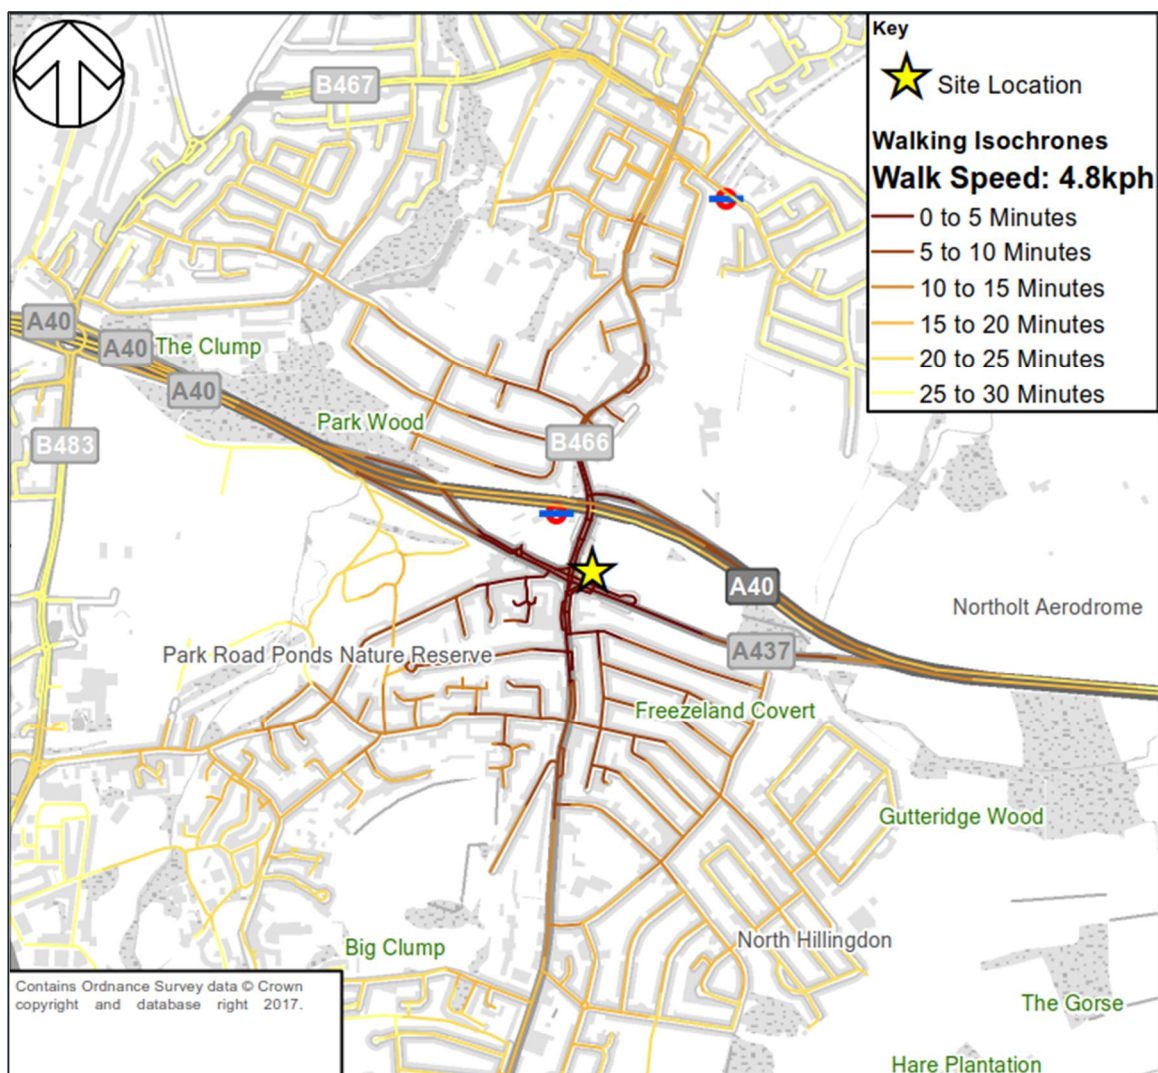 Key
Site Location
Walking Isochrones
Walk Speed: 4.8kph
0 to 5 Minutes
5 to 10 Minutes
10 to 15 Minutes
15 to 20 Minutes
20 to 25 Minutes
25 to 30 Minutes
B467
A40
A40
The Clump
A40
Park Wood
B483
B466
A40
Northolt Aerodrome
Park Road Ponds Nature Reserve
A437
Freezeland Covert
Gutteridge Wood
Big Clump
North Hillingdon
Contains Ordnance Survey data © Crown
copyright and database right 2017.
The Gorse
Hare Plantation